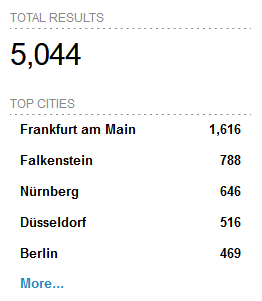 TOTAL RESULTS
5,044
TOP CITIES
Frankfurt am Main 1,616
Falkenstein 788
Nürnberg 646
Düsseldorf 516
Berlin 469
More...